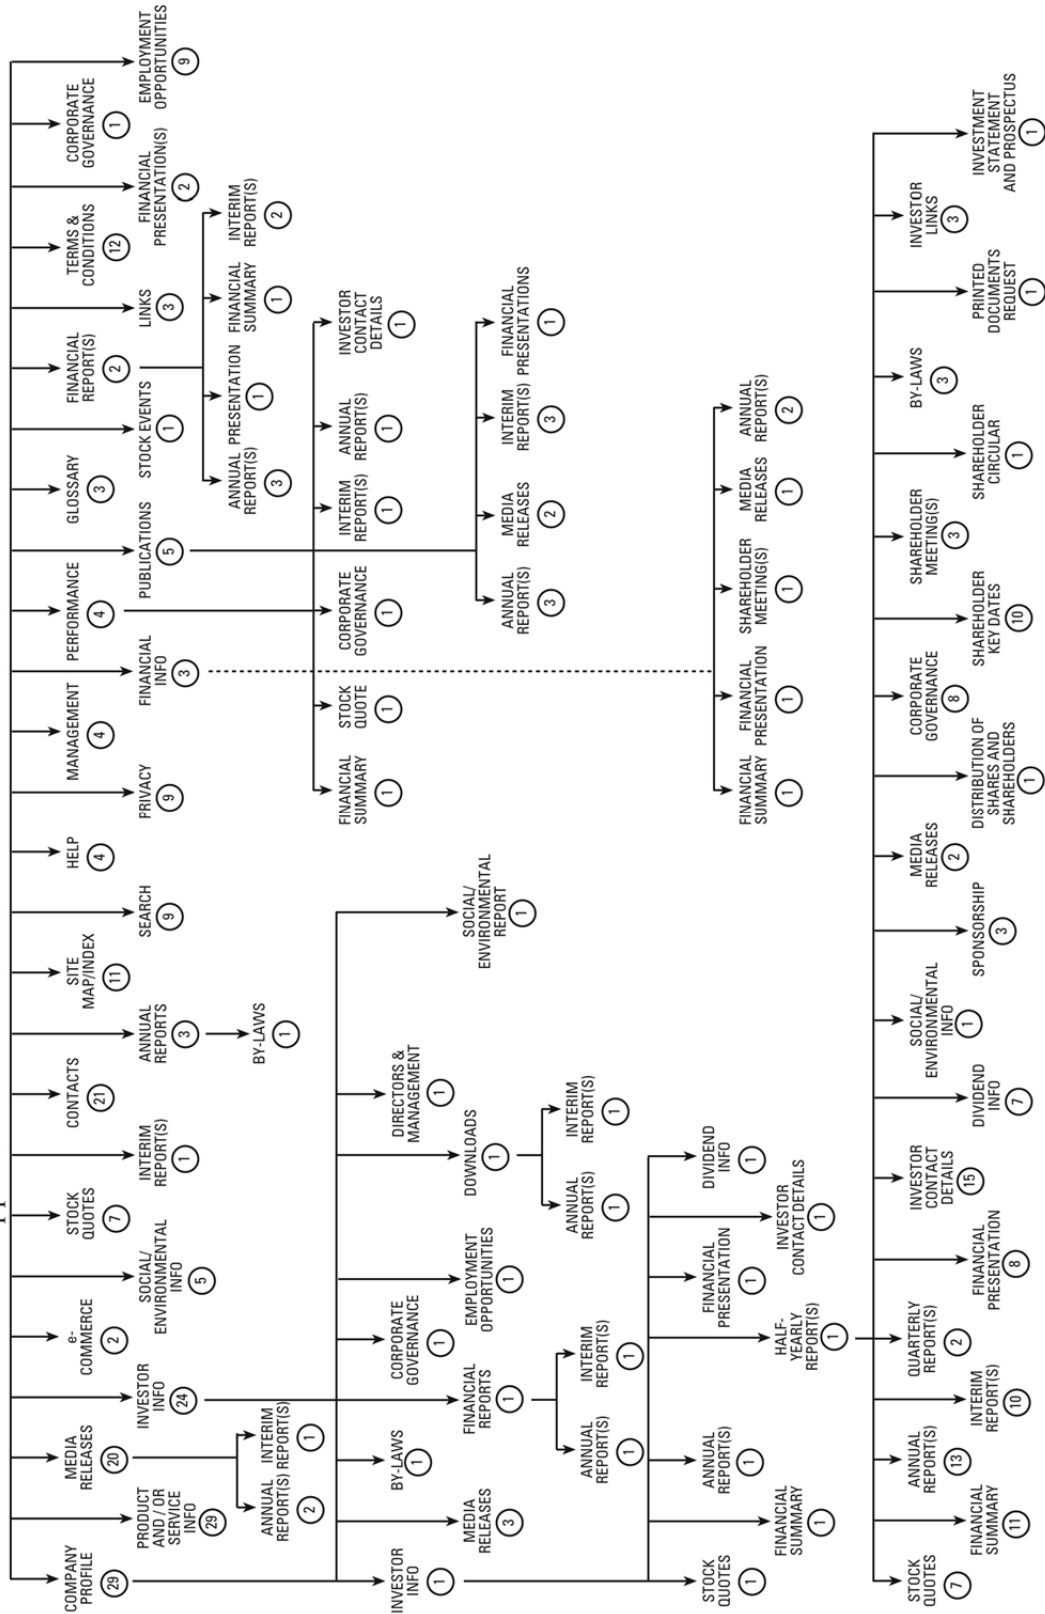 COMPANY
PROFILE
29
PRODUCT
AND / OR
SERVICE
INFO
29
MEDIA
RELEASES
20
INVESTOR
INFO
24
e-
COMMERCE
2
SOCIAL/
ENVIRONMENTAL
INFO
5
STOCK
QUOTES
7
INTERIM
REPORT(S)
1
CONTACTS
21
ANNUAL
REPORTS
3
SITE
MAP/INDEX
11
SEARCH
9
HELP
4
PRIVACY
9
MANAGEMENT
4
FINANCIAL
INFO
3
PERFORMANCE
4
PUBLICATIONS
5
GLOSSARY
3
STOCK EVENTS
1
FINANCIAL
REPORT(S)
2
LINKS
3
TERMS &
CONDITIONS
12
FINANCIAL
PRESENTATION(S)
2
CORPORATE
GOVERNANCE
1
EMPLOYMENT
OPPORTUNITIES
9
ANNUAL
REPORT(S)
2
INTERIM
REPORT(S)
1
BY-LAWS
1
ANNUAL
REPORT(S)
3
PRESENTATION
1
FINANCIAL
SUMMARY
1
INTERIM
REPORT(S)
2
FINANCIAL
SUMMARY
1
STOCK
QUOTE
1
CORPORATE
GOVERNANCE
1
INTERIM
REPORT(S)
1
ANNUAL
REPORT(S)
1
INVESTOR
CONTACT
DETAILS
1
ANNUAL
REPORT(S)
3
MEDIA
RELEASES
2
INTERIM
REPORT(S)
3
FINANCIAL
PRESENTATIONS
1
INVESTOR
INFO
1
MEDIA
RELEASES
3
BY-LAWS
1
FINANCIAL
REPORTS
1
CORPORATE
GOVERNANCE
1
EMPLOYMENT
OPPORTUNITIES
1
DOWNLOADS
1
DIRECTORS &
MANAGEMENT
1
SOCIAL/
ENVIRONMENTAL
REPORT
1
ANNUAL
REPORT(S)
1
INTERIM
REPORT(S)
1
ANNUAL
REPORT(S)
1
INTERIM
REPORT(S)
1
STOCK
QUOTES
1
FINANCIAL
SUMMARY
1
ANNUAL
REPORT(S)
1
HALF-
YEARLY
REPORT(S)
1
FINANCIAL
PRESENTATION
1
INVESTOR
CONTACT DETAILS
1
DIVIDEND
INFO
1
FINANCIAL
SUMMARY
1
FINANCIAL
PRESENTATION
1
SHAREHOLDER
MEETING(S)
1
MEDIA
RELEASES
1
ANNUAL
REPORT(S)
2
STOCK
QUOTES
7
FINANCIAL
SUMMARY
11
ANNUAL
REPORT(S)
13
INTERIM
REPORT(S)
10
QUARTERLY
REPORT(S)
2
FINANCIAL
PRESENTATION
8
INVESTOR
CONTACT
DETAILS
15
DIVIDEND
INFO
7
SOCIAL/
ENVIRONMENTAL
INFO
1
SPONSORSHIP
3
MEDIA
RELEASES
2
DISTRIBUTION OF
SHARES AND
SHAREHOLDERS
1
CORPORATE
GOVERNANCE
8
SHAREHOLDER
KEY DATES
10
SHAREHOLDER
MEETING(S)
3
SHAREHOLDER
CIRCULAR
1
BY-LAWS
3
PRINTED
DOCUMENTS
REQUEST
1
INVESTOR
LINKS
3
INVESTMENT
STATEMENT
AND PROSPECTUS
1